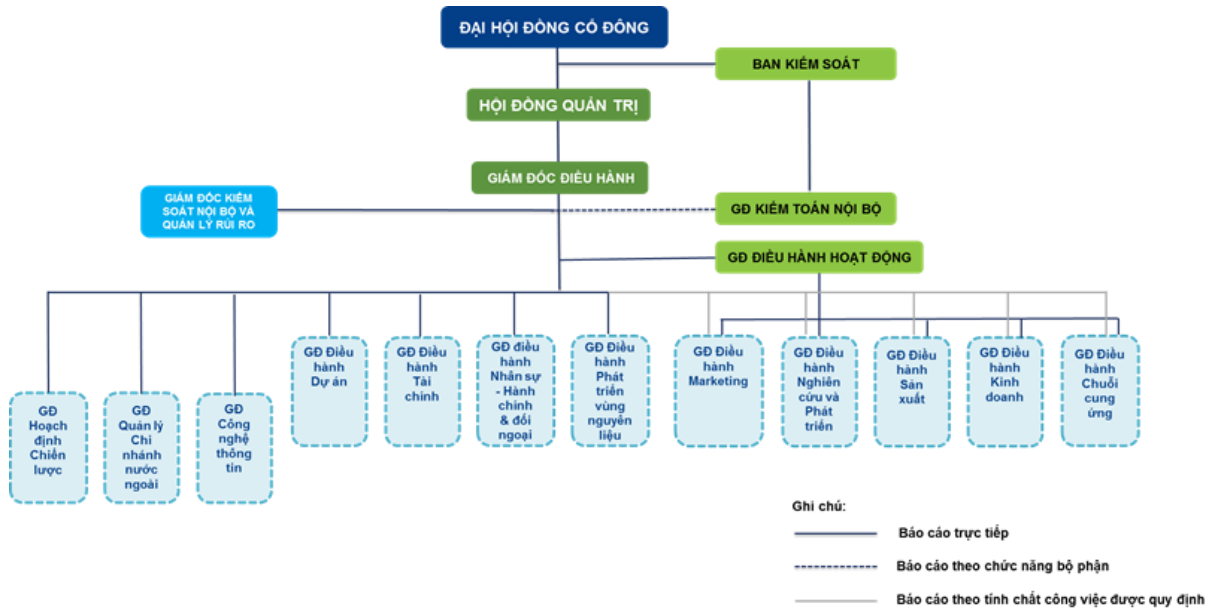 ĐẠI HỘI ĐỒNG CỔ ĐÔNG
BAN KIỂM SOÁT
HỘI ĐỒNG QUẢN TRỊ
GIÁM ĐỐC ĐIỀU HÀNH
GIÁM ĐỐC KIỂM
SOÁT NỘI BỘ VÀ
QUẢN LÝ RỦI RO
GĐ KIỂM TOÁN NỘI BỘ
GĐ ĐIỀU HÀNH HOẠT ĐỘNG
GĐ
Hoạch
định
Chiến
lược
GĐ
Quản lý
Chi
nhánh
nước
ngoài
GĐ
Công
nghệ
thông
tin
GĐ Điều
hành
Dự án
GĐ Điều
hành
Tài
chính
GĐ điều
hành
Nhân sự
- Hành
chính
& đối
ngoại
GĐ Điều
hành
Phát
triển
vùng
nguyên
liệu
GĐ Điều
hành
Marketing
GĐ Điều
hành
Nghiên
cứu và
Phát
triển
GĐ Điều
hành
Sản
xuất
GĐ Điều
hành
Kinh
doanh
GĐ Điều
hành
Chuỗi
cung
ứng
Ghi chú:
Báo cáo trực tiếp
Báo cáo theo chức năng bộ phận
Báo cáo theo tính chất công việc được quy định